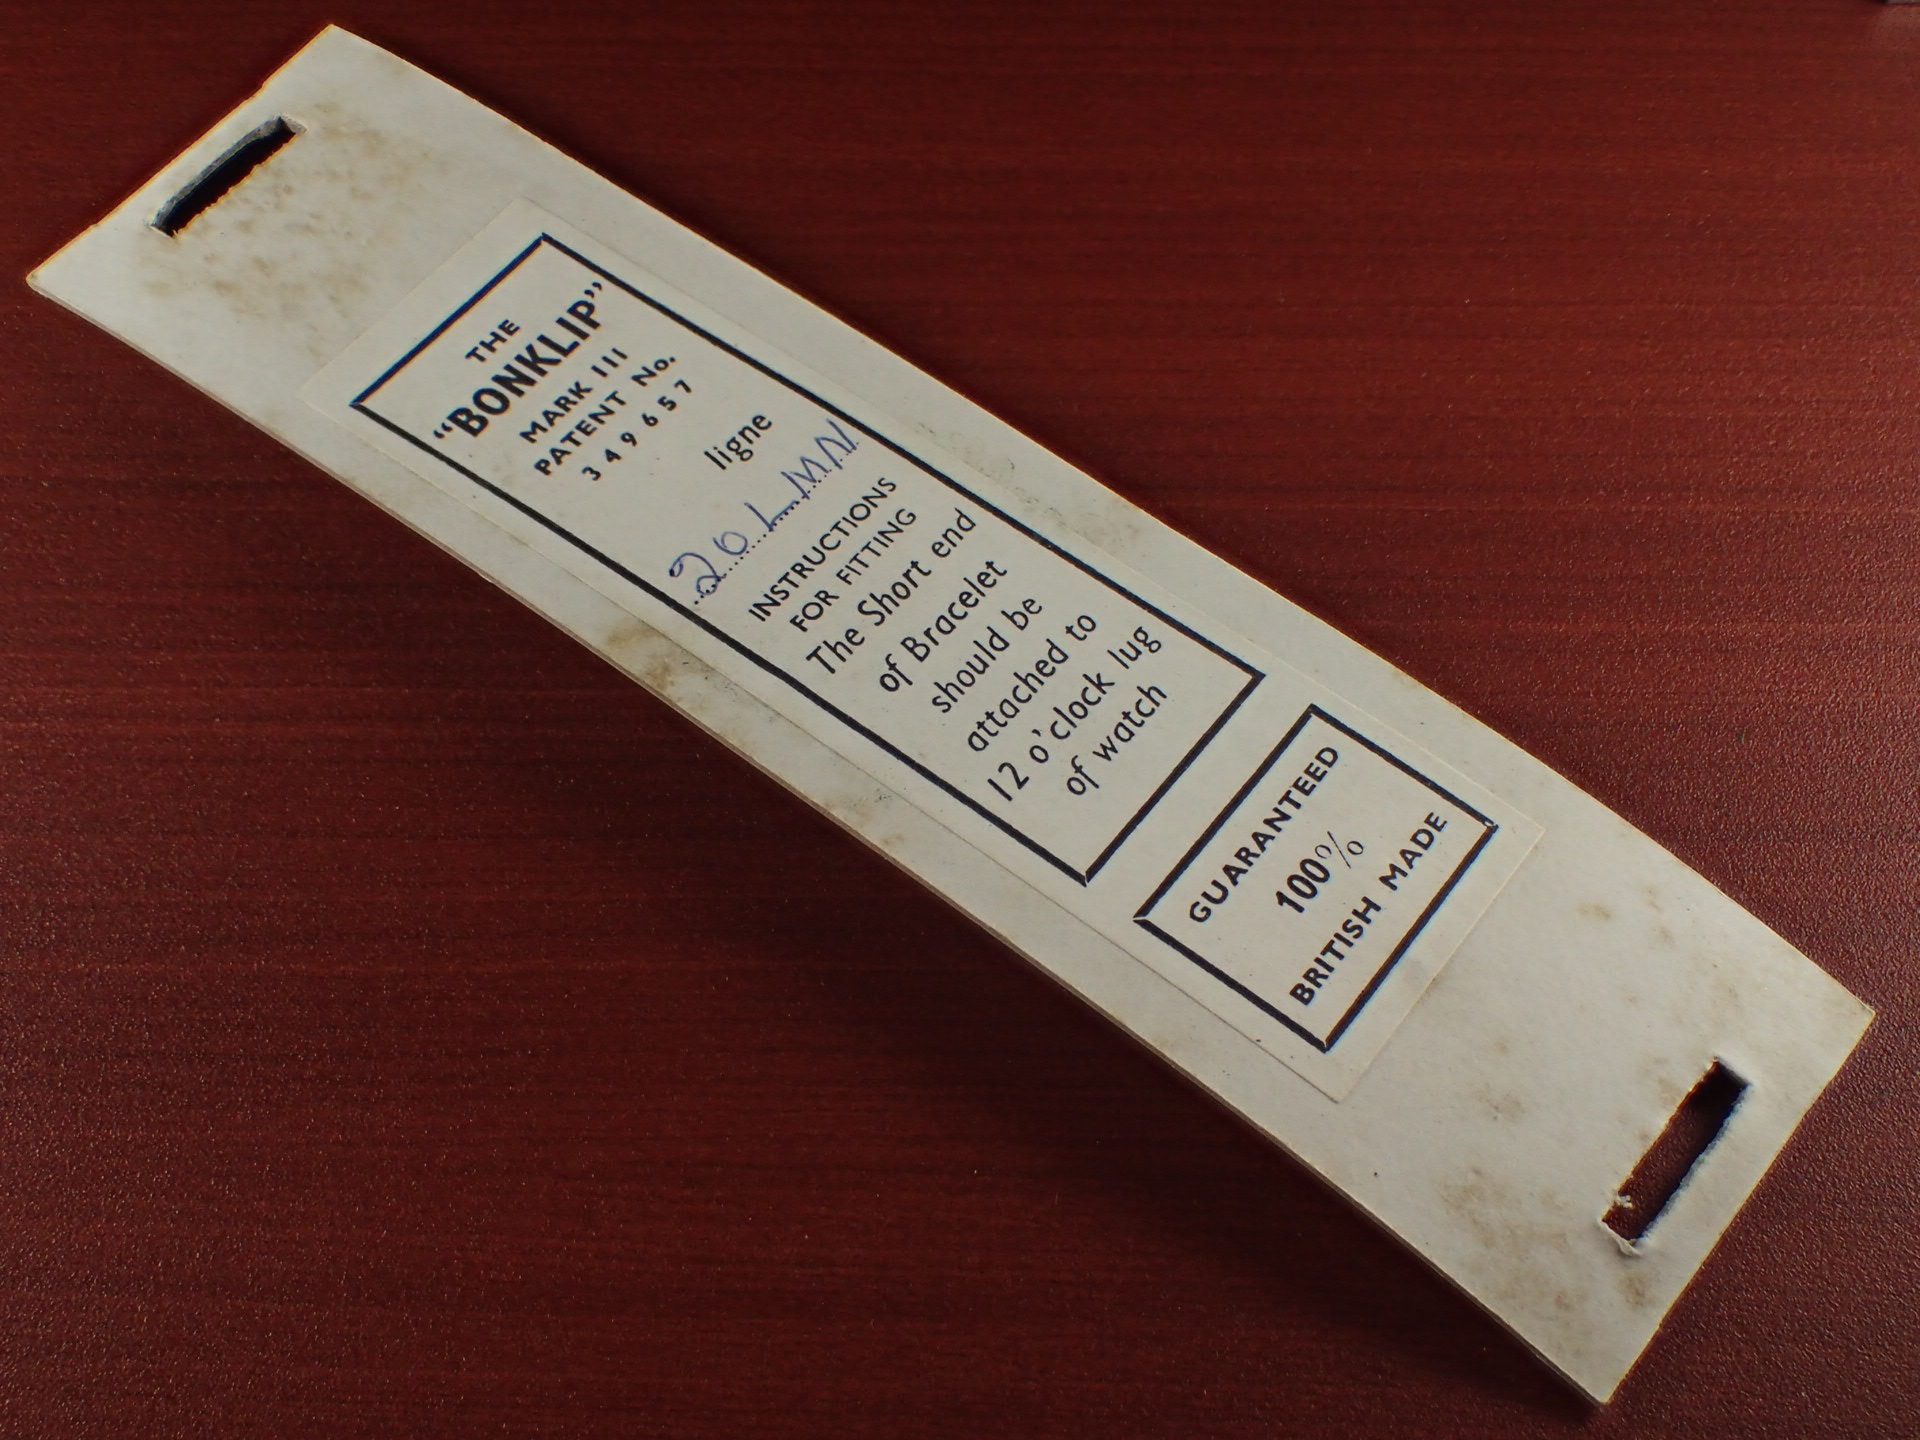 THE
“BONKLIP”
MARK III
PATENT No.
349657
ligne
20 L MN
INSTRUCTIONS
FOR FITTING
The Short end
of Bracelet
should be
attached to
12 o'clock lug
of watch
GUARANTEED
100%
BRITISH MADE